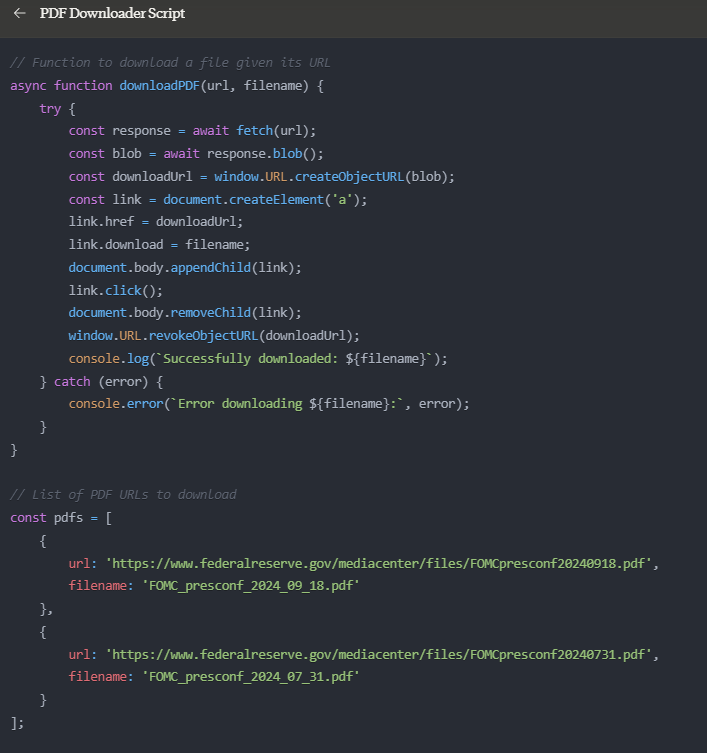 ← PDF Downloader Script
// Function to download a file given its URL
async function downloadPDF(url, filename) {
    try {
        const response = await fetch(url);
        const blob = await response.blob();
        const downloadUrl = window.URL.createObjectURL(blob);
        const link = document.createElement('a');
        link.href = downloadUrl;
        link.download = filename;
        document.body.appendChild(link);
        link.click();
        document.body.removeChild(link);
        window.URL.revokeObjectURL(downloadUrl);
        console.log(`Successfully downloaded: ${filename}`);
    } catch (error) {
        console.error(`Error downloading ${filename}:`, error);
    }
}

// List of PDF URLs to download
const pdfs = [
    {
        url: 'https://www.federalreserve.gov/mediacenter/files/FOMCpresconf20240918.pdf',
        filename: 'FOMC_presconf_2024_09_18.pdf'
    },
    {
        url: 'https://www.federalreserve.gov/mediacenter/files/FOMCpresconf20240731.pdf',
        filename: 'FOMC_presconf_2024_07_31.pdf'
    }
];